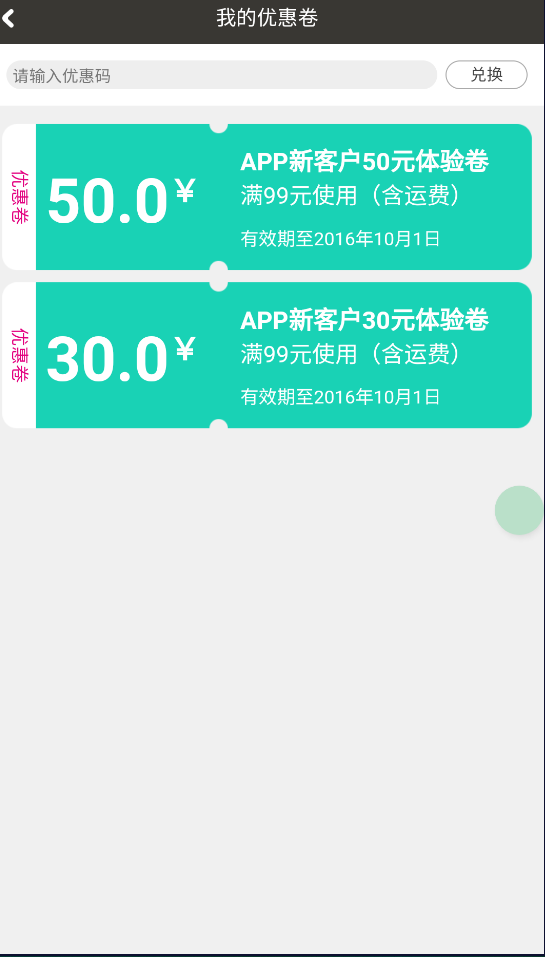 我的优惠卷
请输入优惠码
兑换
优惠卷
50.0¥
APP新客户50元体验卷
满99元使用（含运费）
有效期至2016年10月1日
优惠卷
30.0¥
APP新客户30元体验卷
满99元使用（含运费）
有效期至2016年10月1日